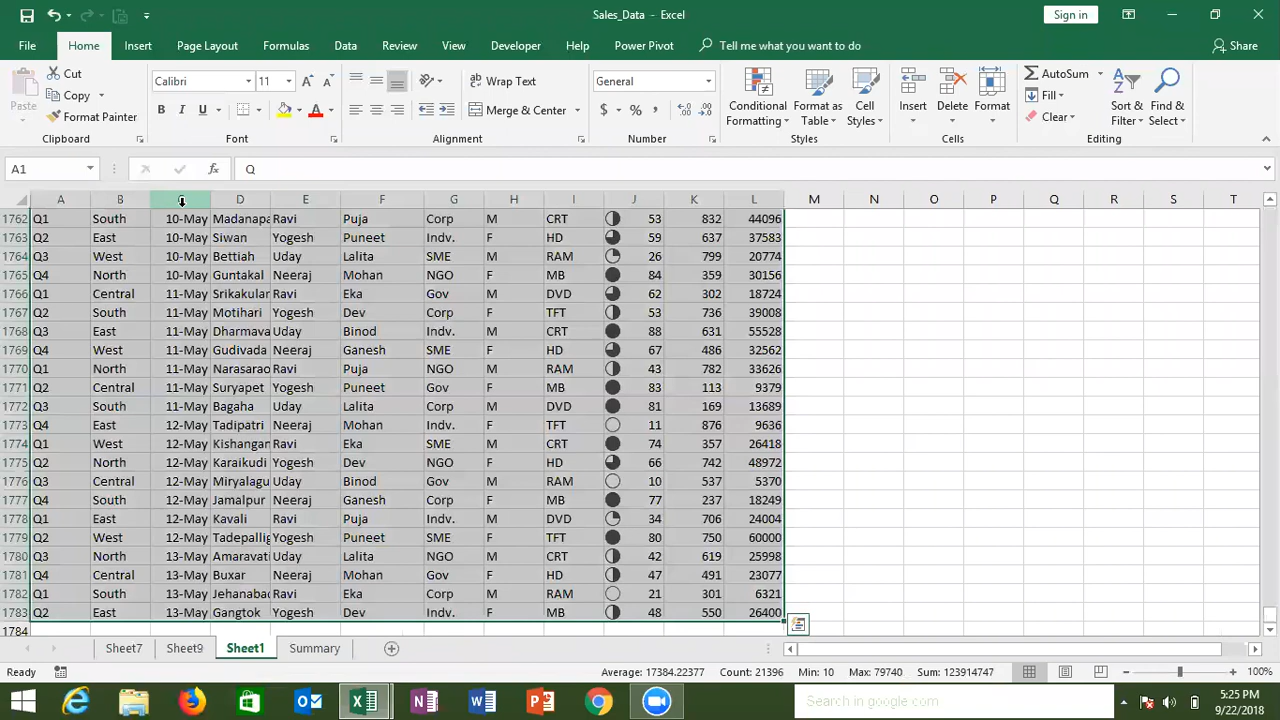 Sales_Data - Excel
Sign in
File Home Insert Page Layout Formulas Data Review View Developer Help Power Pivot Tell me what you want to do Share
Paste Cut Copy Format Painter Clipboard
Calibri 11 B I U Font
Wrap Text Merge & Center Alignment
General $ % , Number
Conditional Formatting Format as Table Cell Styles Styles
Insert Delete Format Cells
AutoSum Fill Clear Sort & Filter Find & Select Editing
A1 fx Q
A B C D E F G H I J K L M N O P Q R S T
1762 Q1 South 10-May Madanapa Ravi Puja Corp M CRT 53 832 44096
1763 Q2 East 10-May Siwan Yogesh Puneet Indv. F HD 59 637 37583
1764 Q3 West 10-May Bettiah Uday Lalita SME F RAM 26 799 20774
1765 Q4 North 10-May Guntakal Neeraj Mohan NGO F MB 84 359 30156
1766 Q1 Central 11-May Srikakular Ravi Eka Gov M DVD 62 302 18724
1767 Q2 South 11-May Motihari Yogesh Dev Corp M TFT 53 736 39008
1768 Q3 East 11-May Dharmava Uday Binod Indv. M CRT 88 631 55528
1769 Q4 West 11-May Gudivada Neeraj Ganesh SME F HD 67 486 32562
1770 Q1 North 11-May Narasarao Ravi Puja NGO M RAM 43 782 33626
1771 Q2 Central 11-May Suryapet Yogesh Puneet Gov F MB 83 113 9379
1772 Q3 South 11-May Bagaha Uday Lalita Corp M DVD 81 169 13689
1773 Q4 East 12-May Tadipatri Neeraj Mohan Indv. F TFT 11 876 9636
1774 Q1 West 12-May Kishangan Ravi Eka SME M CRT 74 357 26418
1775 Q2 North 12-May Karaikudi Yogesh Dev NGO F HD 66 742 48972
1776 Q3 Central 12-May Miryalagu Uday Binod Gov M RAM 10 537 5370
1777 Q4 South 12-May Jamalpur Neeraj Ganesh Corp F MB 77 237 18249
1778 Q1 East 12-May Kavali Ravi Puja Indv. M DVD 34 706 24004
1779 Q2 West 12-May Tadepallig Yogesh Puneet SME F TFT 80 750 60000
1780 Q3 North 13-May Amaravati Uday Lalita NGO M CRT 42 619 25998
1781 Q4 Central 13-May Buxar Neeraj Mohan Gov F HD 47 491 23077
1782 Q1 South 13-May Jehanabad Ravi Eka Corp M RAM 21 301 6321
1783 Q2 East 13-May Gangtok Yogesh Dev Indv. F MB 48 550 26400
1784
Sheet7 Sheet9 Sheet1 Summary
Ready Average: 17384.22377 Count: 21396 Min: 10 Max: 79740 Sum: 123914747 100%
Search in google.com 5:25 PM
9/22/2018